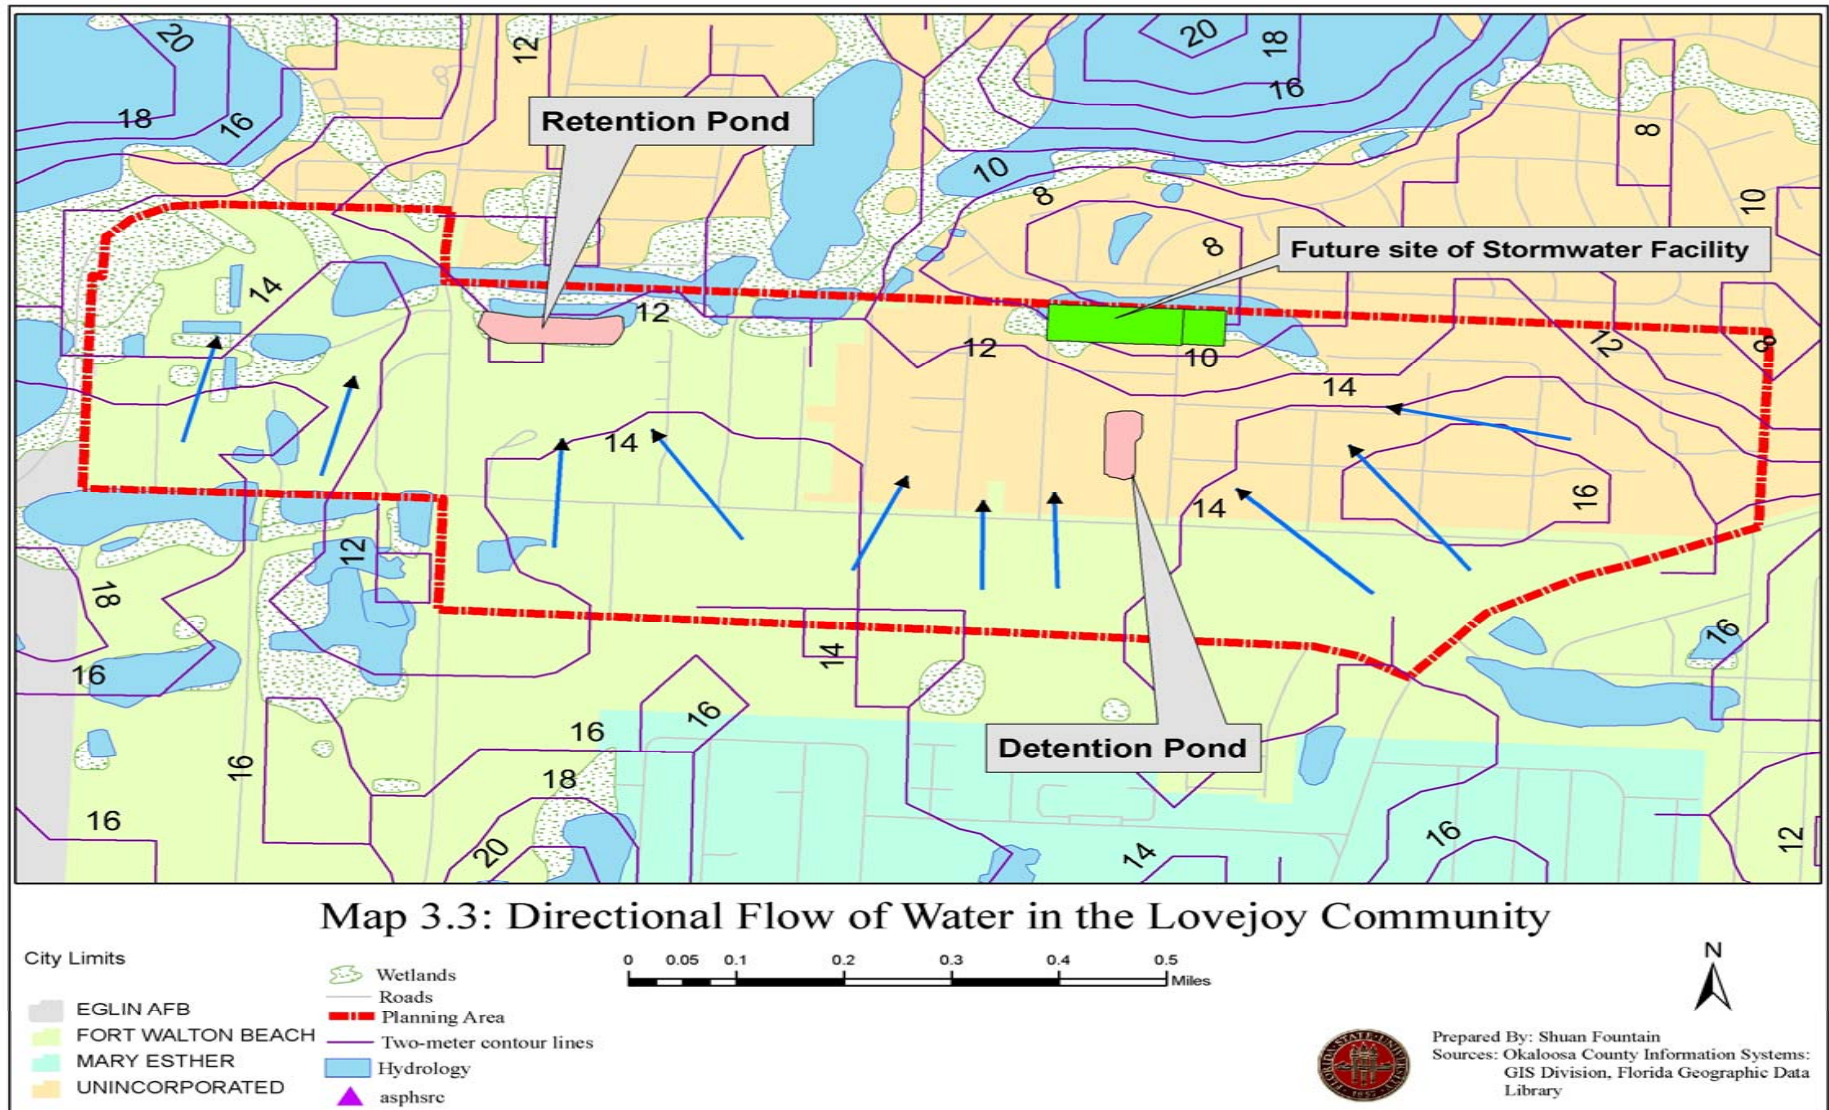 20
12
20
18
18
16
16
8
Retention Pond
10
8
10
8
Future site of Stormwater Facility
14
12
12
12
8
10
14
14
16
14
12
18
14
16
16
16
16
Detention Pond
16
18
16
16
20
14
12
Map 3.3: Directional Flow of Water in the Lovejoy Community
City Limits
EGLIN AFB
FORT WALTON BEACH
MARY ESTHER
UNINCORPORATED
Wetlands
Roads
Planning Area
Two-meter contour lines
Hydrology
asphsrc
0 0.05 0.1 0.2 0.3 0.4 0.5
Miles
N
FLORIDA STATE UNIVERSITY
1857
Prepared By: Shuan Fountain
Sources: Okaloosa County Information Systems:
GIS Division, Florida Geographic Data
Library